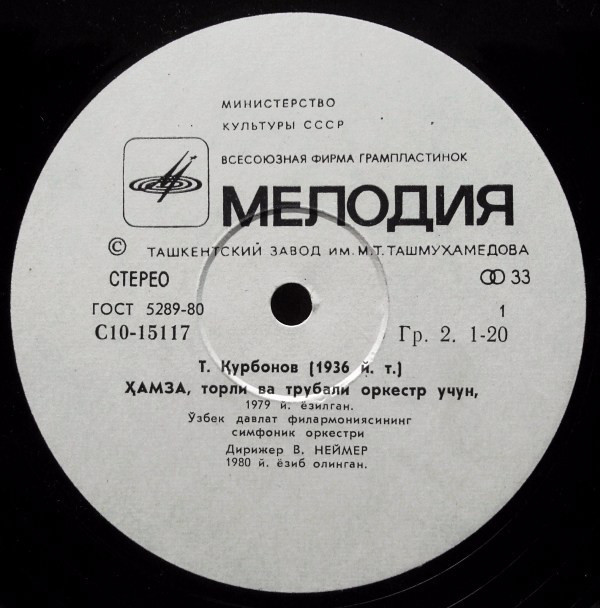 МИНИСТЕРСТВО
КУЛЬТУРЫ СССР
ВСЕСОЮЗНАЯ ФИРМА ГРАМПЛАСТИНОК
МЕЛОДИЯ
© ТАШКЕНТСКИЙ ЗАВОД ИМ. М.Т. ТАШМУХАМЕДОВА
СТЕРЕО 33
ГОСТ 5289-80 1
С10-15117 Гр. 2. 1-20
Т. Қурбонов (1936 й. т.)
ҲАМЗА, торли ва трубали оркестр учун,
1979 й. ёзилган.
Ўзбек давлат филармониясининг
симфоник оркестри
Дирижер В. НЕЙМЕР
1980 й. ёзиб олинган.